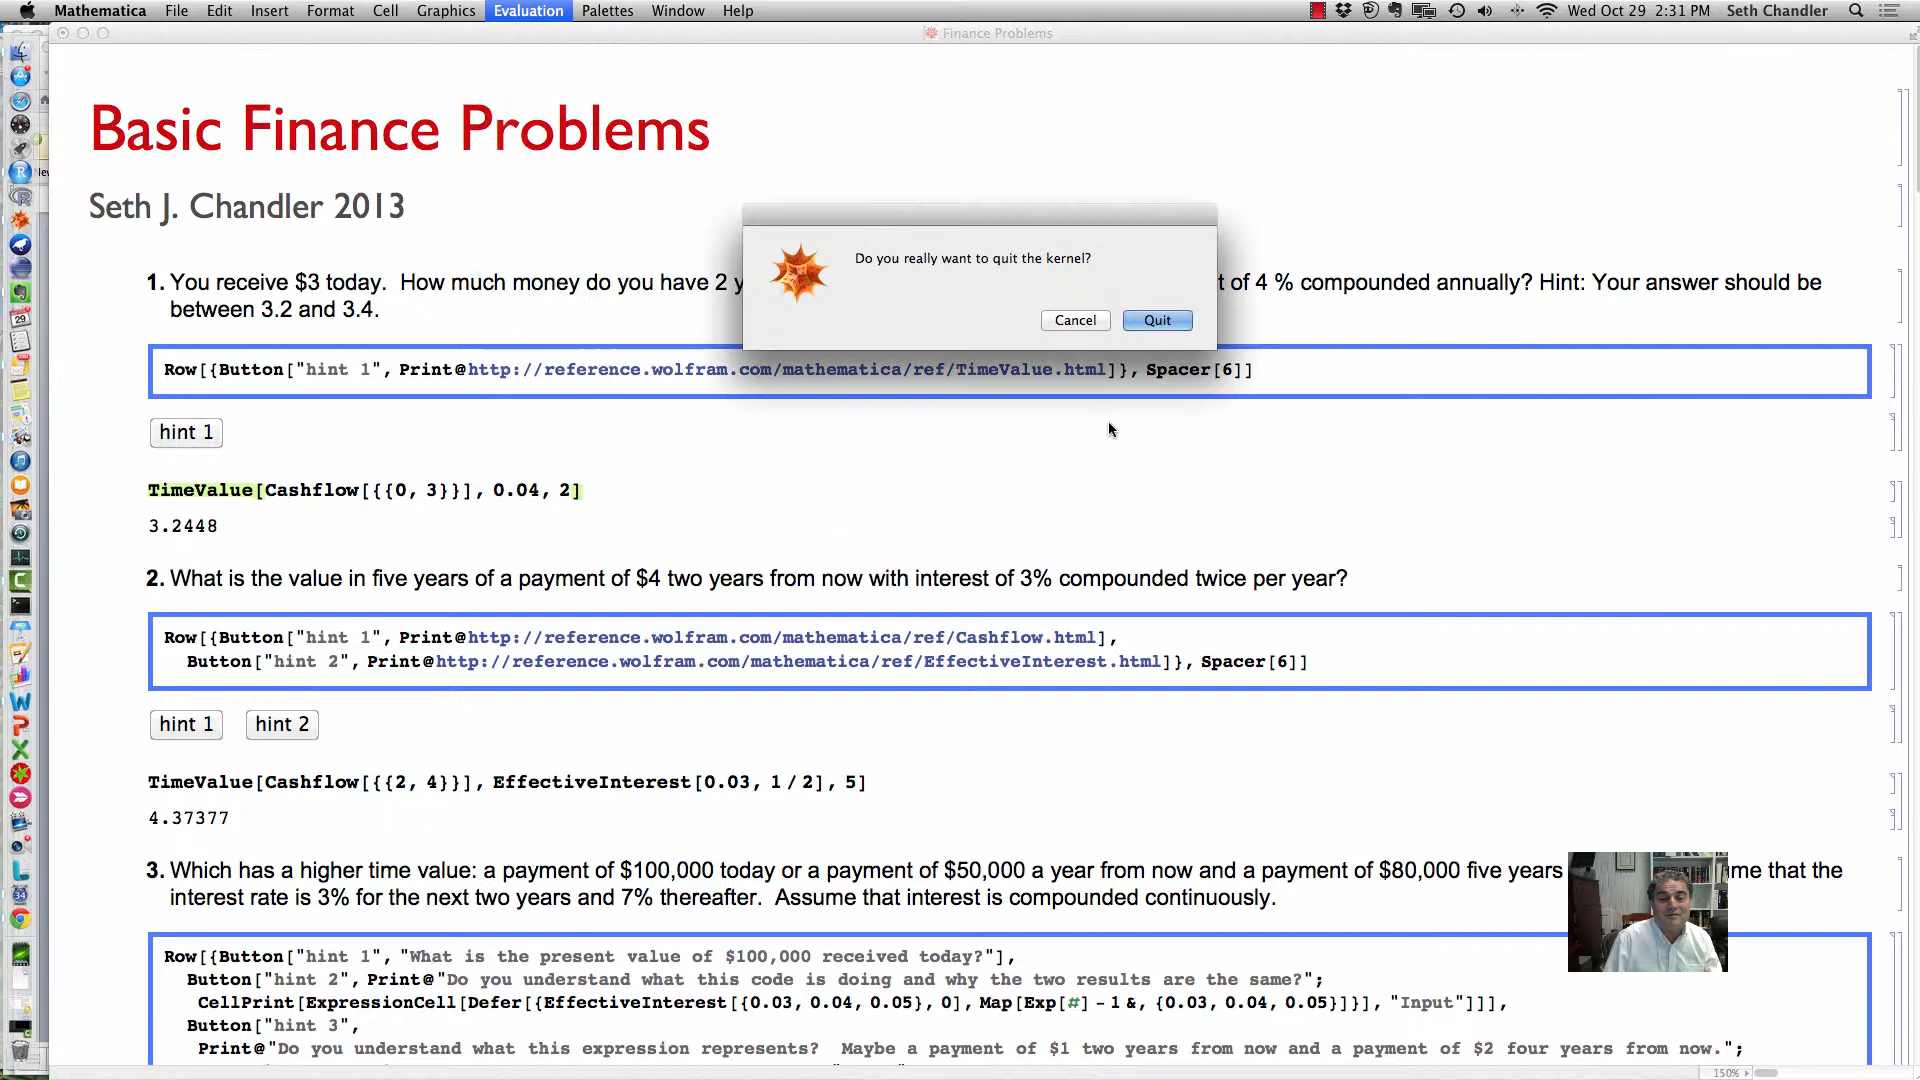 Mathematica File Edit Insert Format Cell Graphics Evaluation Palettes Window Help Wed Oct 29 2:31 PM Seth Chandler
Finance Problems
Basic Finance Problems
Seth J. Chandler 2013
Do you really want to quit the kernel?
Cancel Quit
1. You receive $3 today. How much money do you have 2 y t of 4 % compounded annually? Hint: Your answer should be
between 3.2 and 3.4.
Row[{Button["hint 1", Print@http://reference.wolfram.com/mathematica/ref/TimeValue.html]}, Spacer[6]]
hint 1
TimeValue[Cashflow[{{0, 3}}], 0.04, 2]
3.2448
2. What is the value in five years of a payment of $4 two years from now with interest of 3% compounded twice per year?
Row[{Button["hint 1", Print@http://reference.wolfram.com/mathematica/ref/Cashflow.html],
Button["hint 2", Print@http://reference.wolfram.com/mathematica/ref/EffectiveInterest.html]}, Spacer[6]]
hint 1 hint 2
TimeValue[Cashflow[{{2, 4}}], EffectiveInterest[0.03, 1/2], 5]
4.37377
3. Which has a higher time value: a payment of $100,000 today or a payment of $50,000 a year from now and a payment of $80,000 five years me that the
interest rate is 3% for the next two years and 7% thereafter. Assume that interest is compounded continuously.
Row[{Button["hint 1", "What is the present value of $100,000 received today?"],
Button["hint 2", Print@"Do you understand what this code is doing and why the two results are the same?";
CellPrint[ExpressionCell[Defer[{EffectiveInterest[{0.03, 0.04, 0.05}, 0], Map[Exp[#]-1&, {0.03, 0.04, 0.05}]}], "Input"]]],
Button["hint 3",
Print@"Do you understand what this expression represents? Maybe a payment of $1 two years from now and a payment of $2 four years from now.";
150%